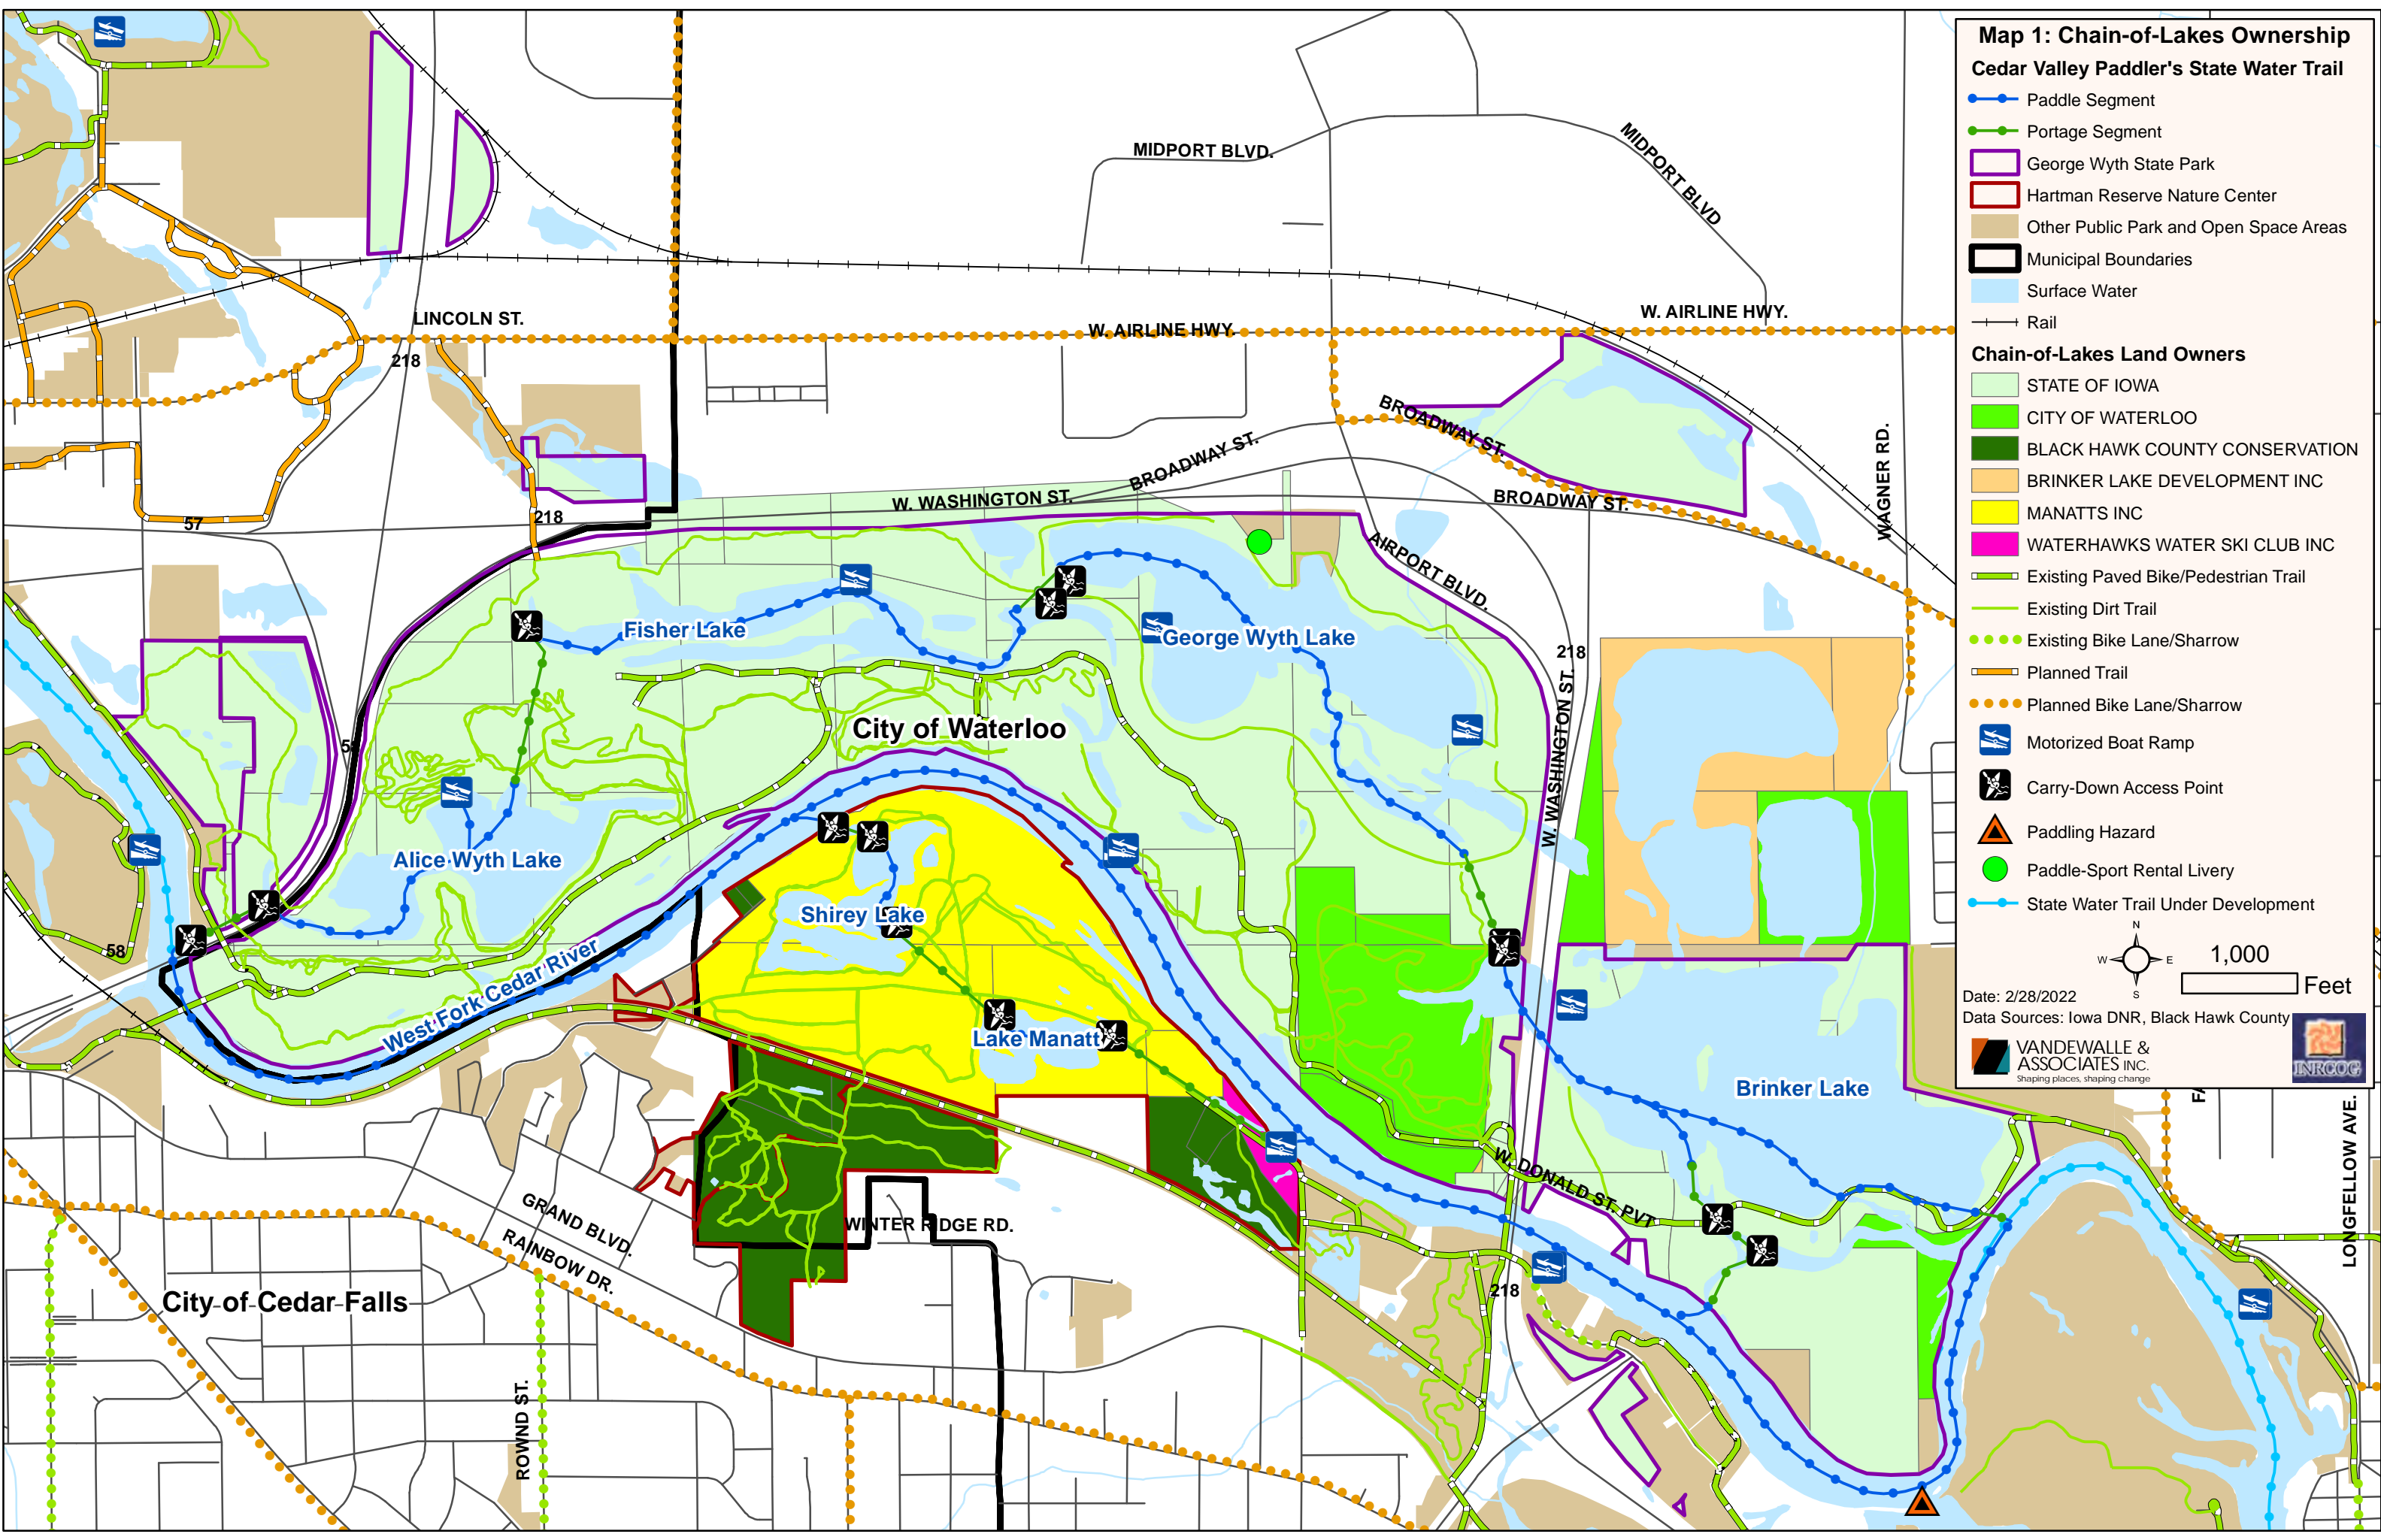 Map 1: Chain-of-Lakes Ownership
Cedar Valley Paddler's State Water Trail
Paddle Segment
Portage Segment
George Wyth State Park
Hartman Reserve Nature Center
Other Public Park and Open Space Areas
Municipal Boundaries
Surface Water
Rail
Chain-of-Lakes Land Owners
STATE OF IOWA
CITY OF WATERLOO
BLACK HAWK COUNTY CONSERVATION
BRINKER LAKE DEVELOPMENT INC
MANATTS INC
WATERHAWKS WATER SKI CLUB INC
Existing Paved Bike/Pedestrian Trail
Existing Dirt Trail
Existing Bike Lane/Sharrow
Planned Trail
Planned Bike Lane/Sharrow
Motorized Boat Ramp
Carry-Down Access Point
Paddling Hazard
Paddle-Sport Rental Livery
State Water Trail Under Development
N
W E
S
1,000
Feet
Date: 2/28/2022
Data Sources: Iowa DNR, Black Hawk County
VANDEWALLE &
ASSOCIATES INC.
Shaping places, shaping change
INRCOG
MIDPORT BLVD.
MIDPORT BLVD
LINCOLN ST.
W. AIRLINE HWY.
W. AIRLINE HWY.
218
BROADWAY ST.
BROADWAY ST.
WAGNER RD.
W. WASHINGTON ST.
BROADWAY ST.
57
218
AIRPORT BLVD.
Fisher Lake
George Wyth Lake
218
City of Waterloo
W. WASHINGTON ST.
Alice Wyth Lake
Shirey Lake
58
West Fork Cedar River
Lake Manatt
Brinker Lake
W. DONALD ST. PVT
LONGFELLOW AVE.
GRAND BLVD.
WINTER RIDGE RD.
RAINBOW DR.
218
City of Cedar Falls
ROWND ST.